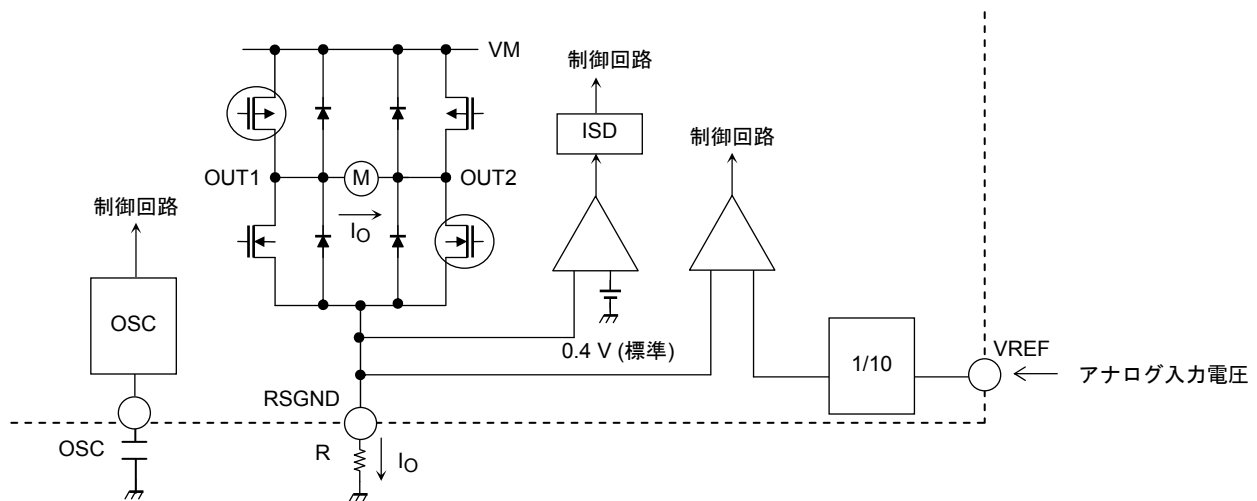 VM
制御回路
ISD
制御回路
OUT1
M
OUT2
制御回路
IO
OSC
0.4 V (標準)
1/10
VREF
アナログ入力電圧
RSGND
OSC
R
IO